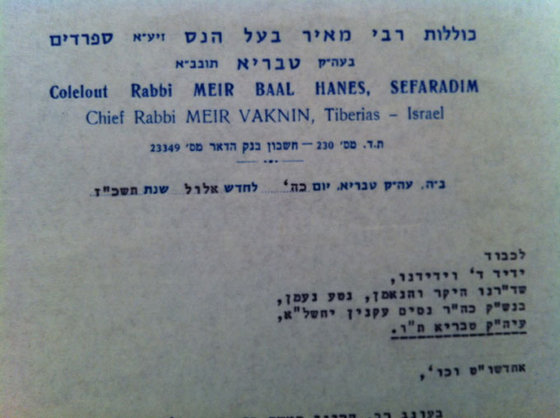 כוללות רבי מאיר בעל הנס זיע״א ספרדים
בעה״ק טבריא תובב״א
Colelout Rabbi MEIR BAAL HANES, SEFARADIM
Chief Rabbi MEIR VAKNIN, Tiberias – Israel
ת.ד. מס׳ 230 — חשבון בנק הדאר מס׳ 23349
ב״ה, עה״ק טבריא, יום כה׳ לחדש אלול שנת תשכ״ז
לכבוד
ידיד ד׳ וידידנו,
שד״רנו היקר והנאמן, נטע נעמן,
בנש״ק כה״ר נסים עקנין יחשל״א,
עיה״ק טבריא ת״ו.
אחדשו״ט וכו׳,